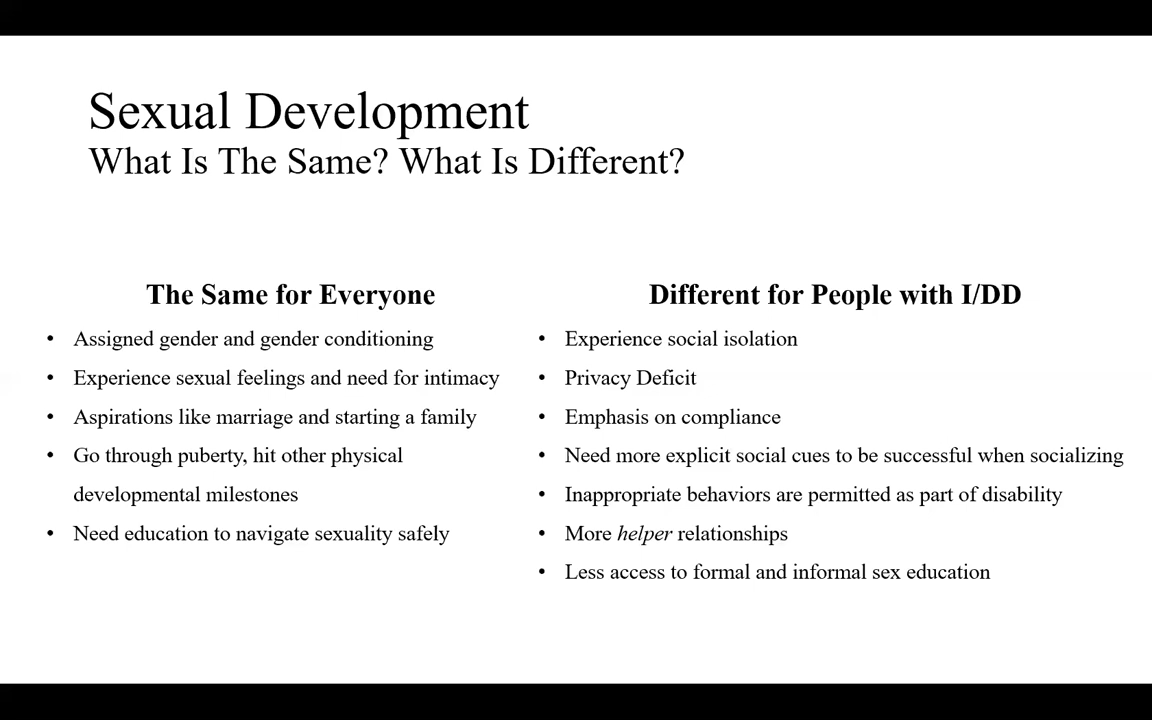 Sexual Development
What Is The Same? What Is Different?
The Same for Everyone
• Assigned gender and gender conditioning
• Experience sexual feelings and need for intimacy
• Aspirations like marriage and starting a family
• Go through puberty, hit other physical
developmental milestones
• Need education to navigate sexuality safely
Different for People with I/DD
• Experience social isolation
• Privacy Deficit
• Emphasis on compliance
• Need more explicit social cues to be successful when socializing
• Inappropriate behaviors are permitted as part of disability
• More helper relationships
• Less access to formal and informal sex education